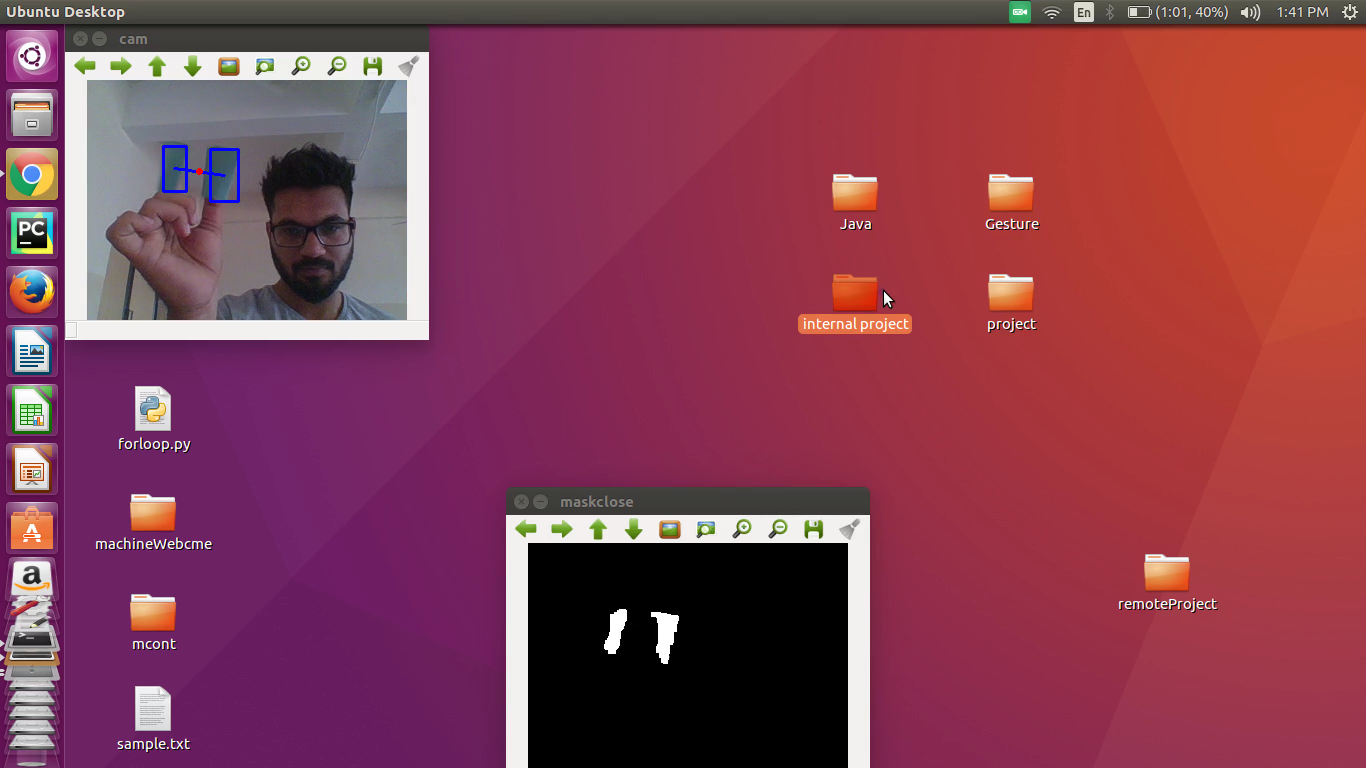 Ubuntu Desktop
En
(1:01, 40%)
1:41 PM
cam
PC
Java
Gesture
internal project
project
forloop.py
machineWebcme
mcont
sample.txt
maskclose
remoteProject